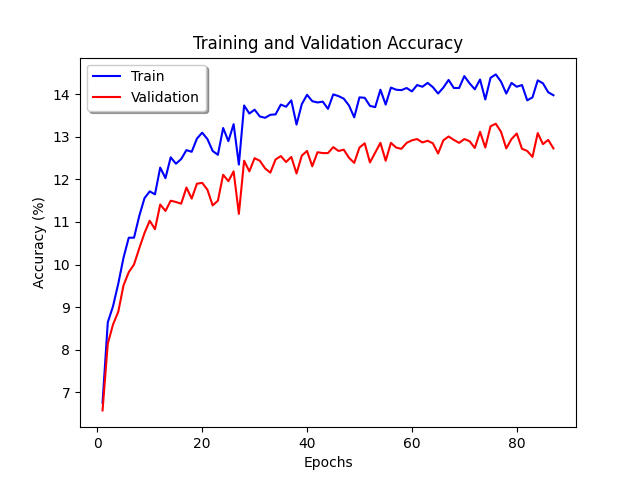 Training and Validation Accuracy
Train
Validation
Accuracy (%)
14
13
12
11
10
9
8
7
0 20 40 60 80
Epochs